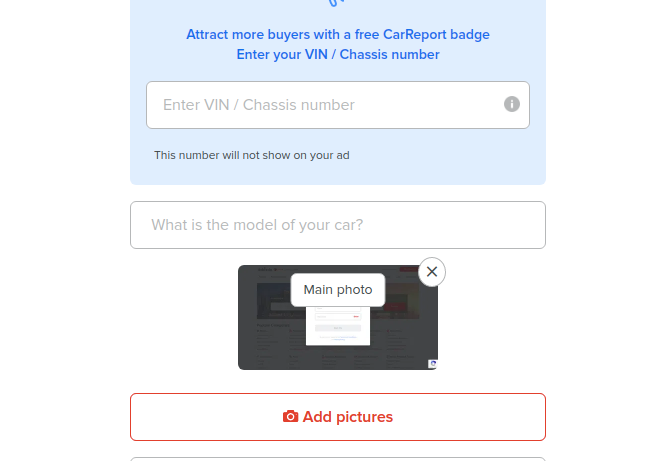 Attract more buyers with a free CarReport badge
Enter your VIN / Chassis number
Enter VIN / Chassis number
This number will not show on your ad
What is the model of your car?
Main photo
Add pictures